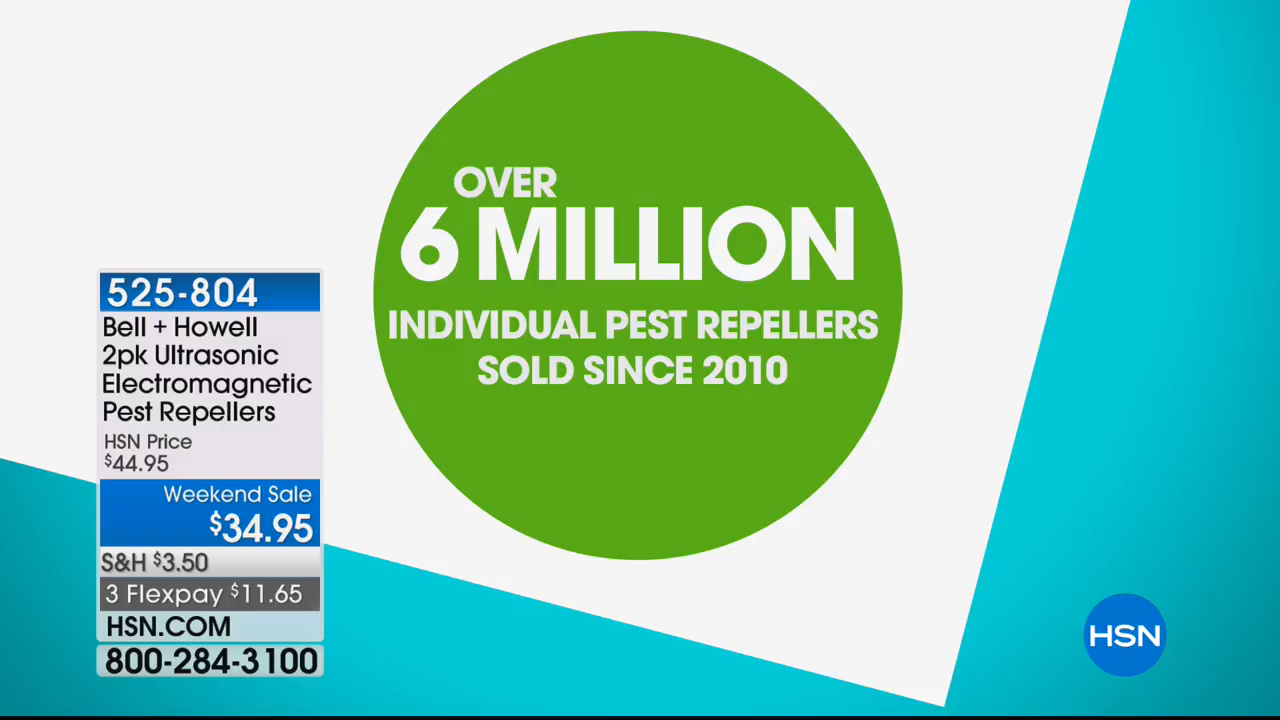 OVER
6 MILLION
INDIVIDUAL PEST REPELLERS
SOLD SINCE 2010
525-804
Bell + Howell
2pk Ultrasonic
Electromagnetic
Pest Repellers
HSN Price
$44.95
Weekend Sale
$34.95
S&H $3.50
3 Flexpay $11.65
HSN.COM
800-284-3100
HSN